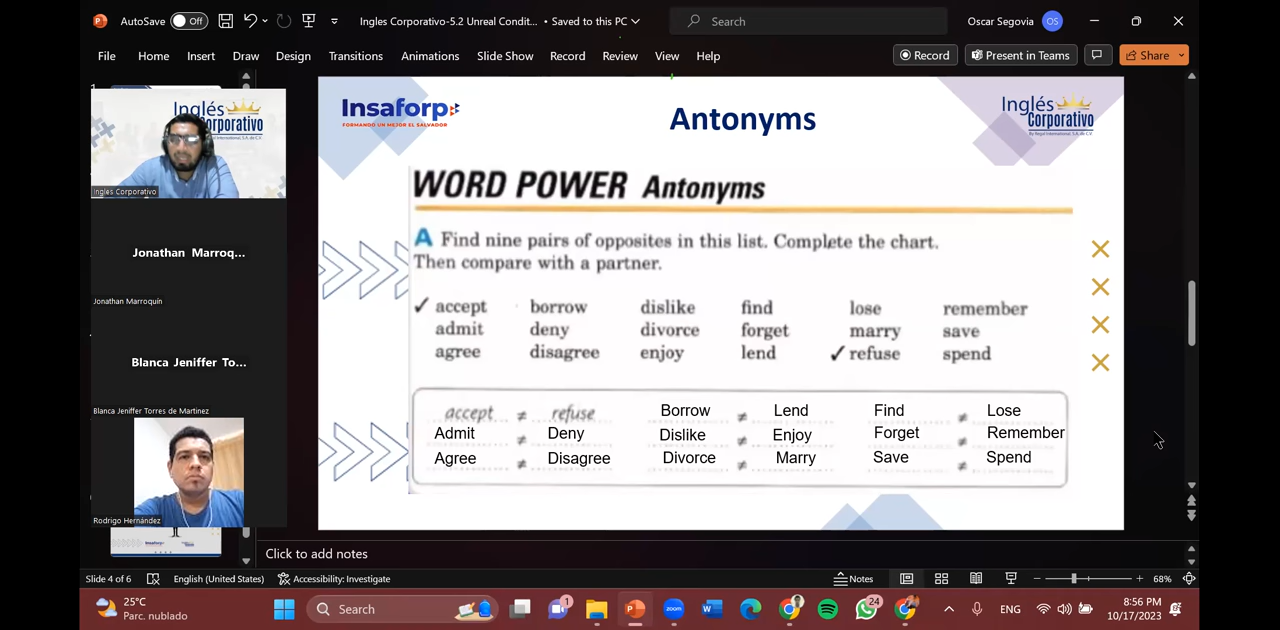 AutoSave Off Ingles Corporativo-5.2 Unreal Condit... • Saved to this PC Search Oscar Segovia OS
File Home Insert Draw Design Transitions Animations Slide Show Record Review View Help Record Present in Teams Share
1
Inglés Corporativo
Ingles Corporativo
Jonathan Marroq...
Jonathan Marroquín
Blanca Jeniffer To...
Blanca Jeniffer Torres de Martinez
Rodrigo Hernández
Insaforp
FORMANDO UN MEJOR EL SALVADOR
Antonyms
Inglés
Corporativo
WORD POWER Antonyms
A Find nine pairs of opposites in this list. Complete the chart.
Then compare with a partner.
✓ accept borrow dislike find lose remember
admit deny divorce forget marry save
agree disagree enjoy lend ✓ refuse spend
accept ≠ refuse Borrow ≠ Lend Find ≠ Lose
Admit ≠ Deny Dislike ≠ Enjoy Forget ≠ Remember
Agree ≠ Disagree Divorce ≠ Marry Save ≠ Spend
Click to add notes
Slide 4 of 6 English (United States) Accessibility: Investigate Notes 68%
25°C
Parc. nublado
Search
1
zoom
24
ENG
8:56 PM
10/17/2023